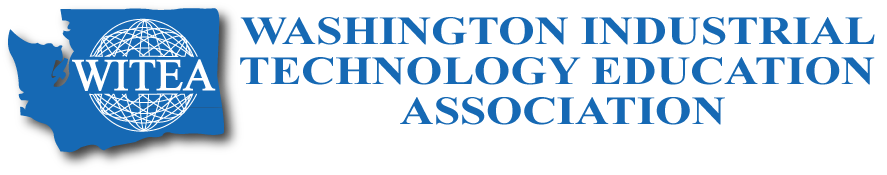 WITEA
WASHINGTON INDUSTRIAL
TECHNOLOGY EDUCATION
ASSOCIATION